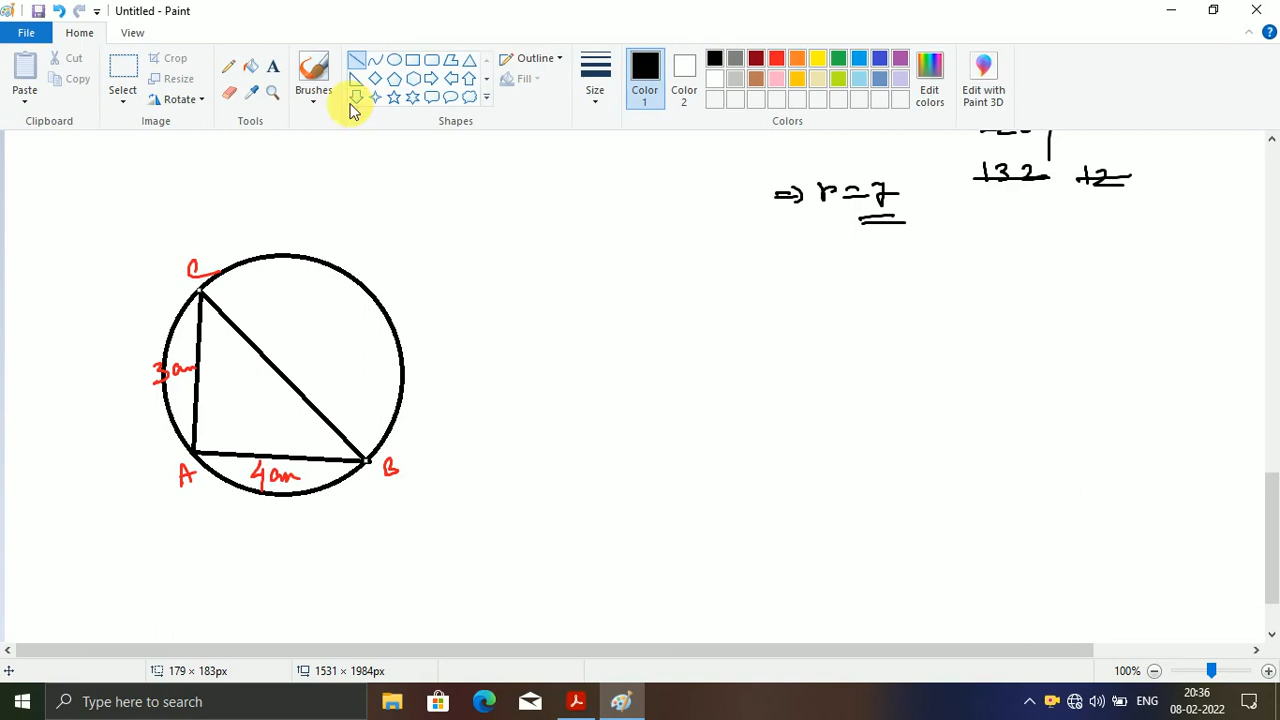 Untitled - Paint
File Home View
Paste
Cut
Copy
Clipboard
Select
Crop
Resize
Rotate
Image
A
Tools
Brushes
Shapes
Outline
Fill
Size
Color 1
Color 2
Edit colors
Colors
Edit with Paint 3D
132 12
⇒ r = 7
C
3cm
A 4cm B
179 × 183px
1531 × 1984px
100%
Type here to search
ENG
20:36
08-02-2022